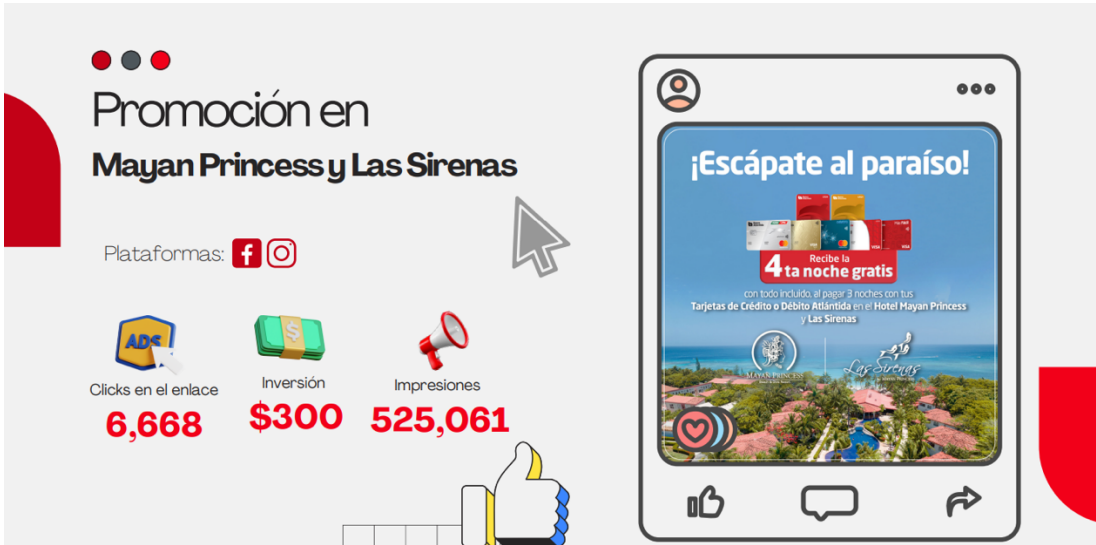 Promoción en
Mayan Princess y Las Sirenas
Plataformas:
ADS
Clicks en el enlace
6,668
Inversión
$300
Impresiones
525,061
¡Escápate al paraíso!
Recibe la
4ta noche gratis
con todo incluido, al pagar 3 noches con tus
Tarjetas de Crédito o Débito Atlántida en el Hotel Mayan Princess
y Las Sirenas
MAYAN PRINCESS
Las Sirenas